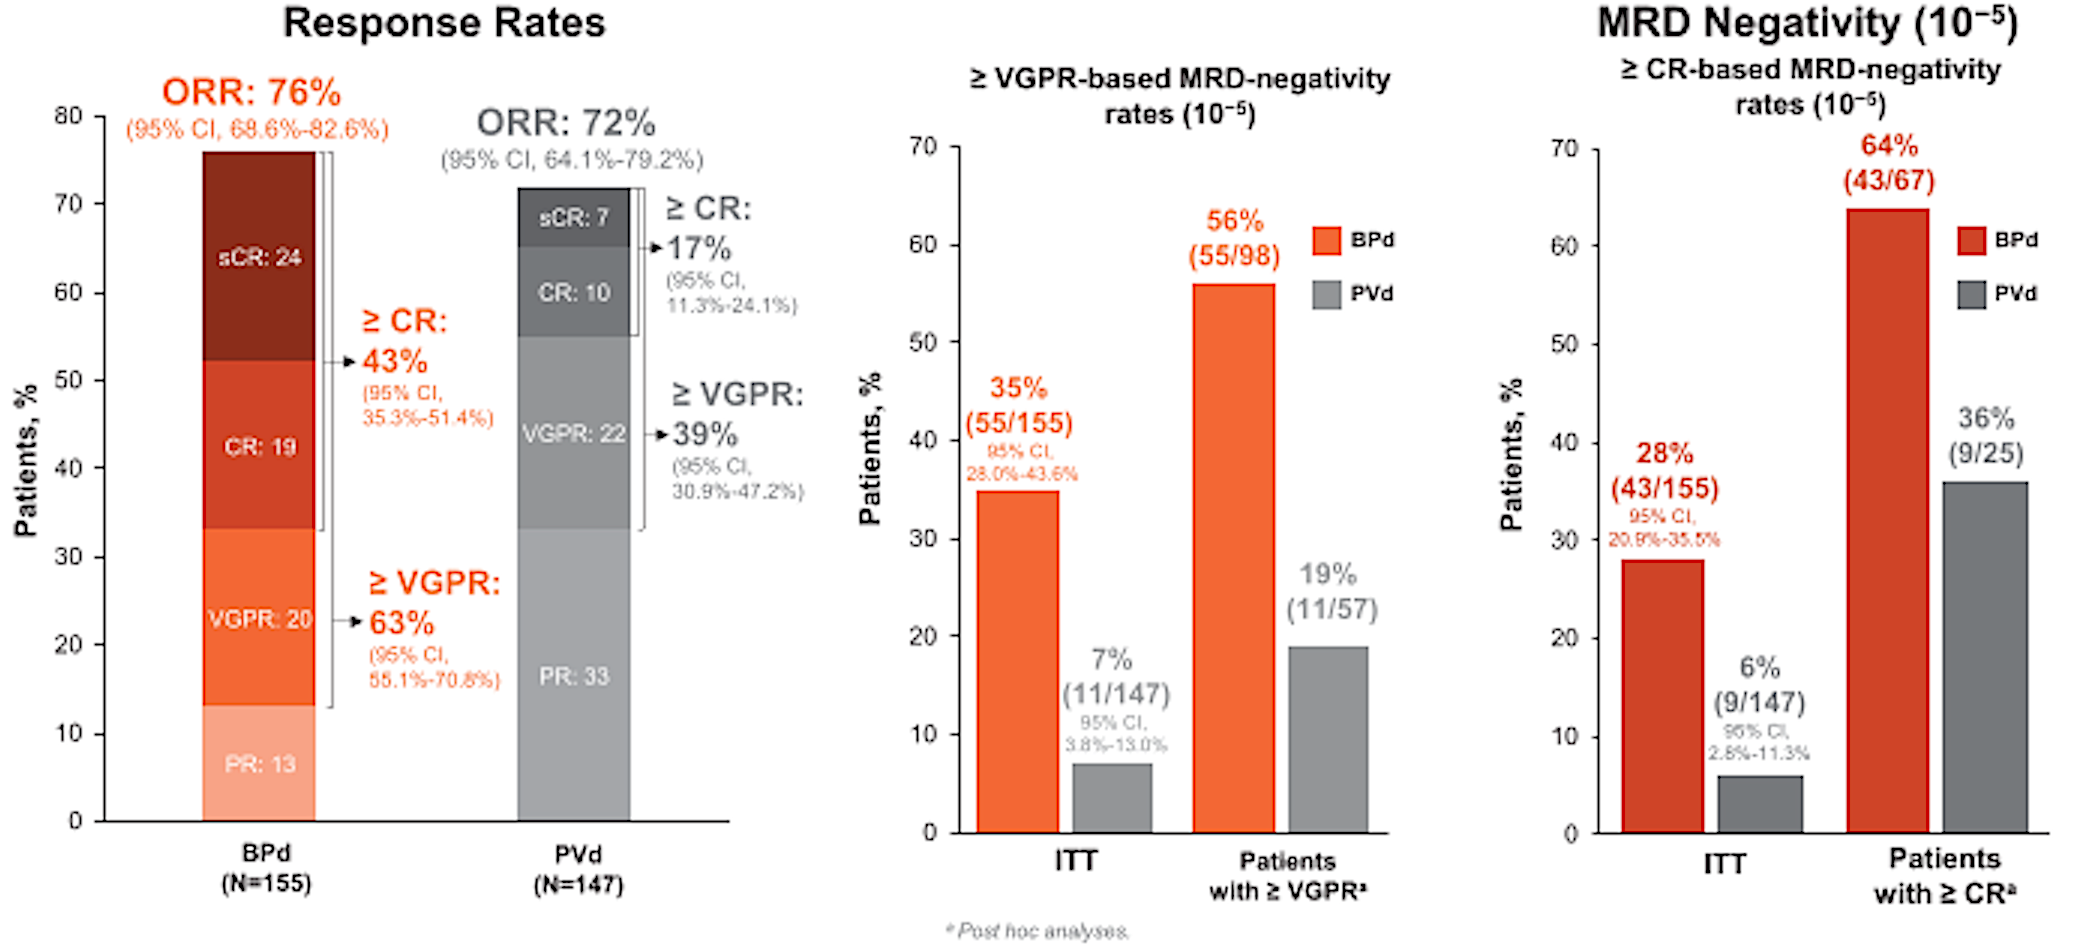 Response Rates
ORR: 76%
(95% CI, 68.6%-82.6%)
ORR: 72%
(95% CI, 64.1%-79.2%)
Patients, %
80
70
60
50
40
30
20
10
0
sCR: 24
CR: 19
VGPR: 20
PR: 13
≥ CR:
43%
(95% CI,
35.3%-51.4%)
≥ VGPR:
63%
(95% CI,
55.1%-70.8%)
sCR: 7
CR: 10
VGPR: 22
PR: 33
≥ CR:
17%
(95% CI,
11.3%-24.1%)
≥ VGPR:
39%
(95% CI,
30.9%-47.2%)
BPd
(N=155)
PVd
(N=147)
≥ VGPR-based MRD-negativity
rates (10⁻⁵)
Patients, %
70
60
50
40
30
20
10
0
35%
(55/155)
95% CI,
28.0%-43.6%
7%
(11/147)
95% CI,
3.8%-13.0%
56%
(55/98)
19%
(11/57)
BPd
PVd
ITT
Patients
with ≥ VGPRᵃ
ᵃ Post hoc analyses.
MRD Negativity (10⁻⁵)
≥ CR-based MRD-negativity
rates (10⁻⁵)
Patients, %
70
60
50
40
30
20
10
0
28%
(43/155)
95% CI,
20.9%-35.5%
6%
(9/147)
95% CI,
2.8%-11.3%
64%
(43/67)
36%
(9/25)
BPd
PVd
ITT
Patients
with ≥ CRᵃ